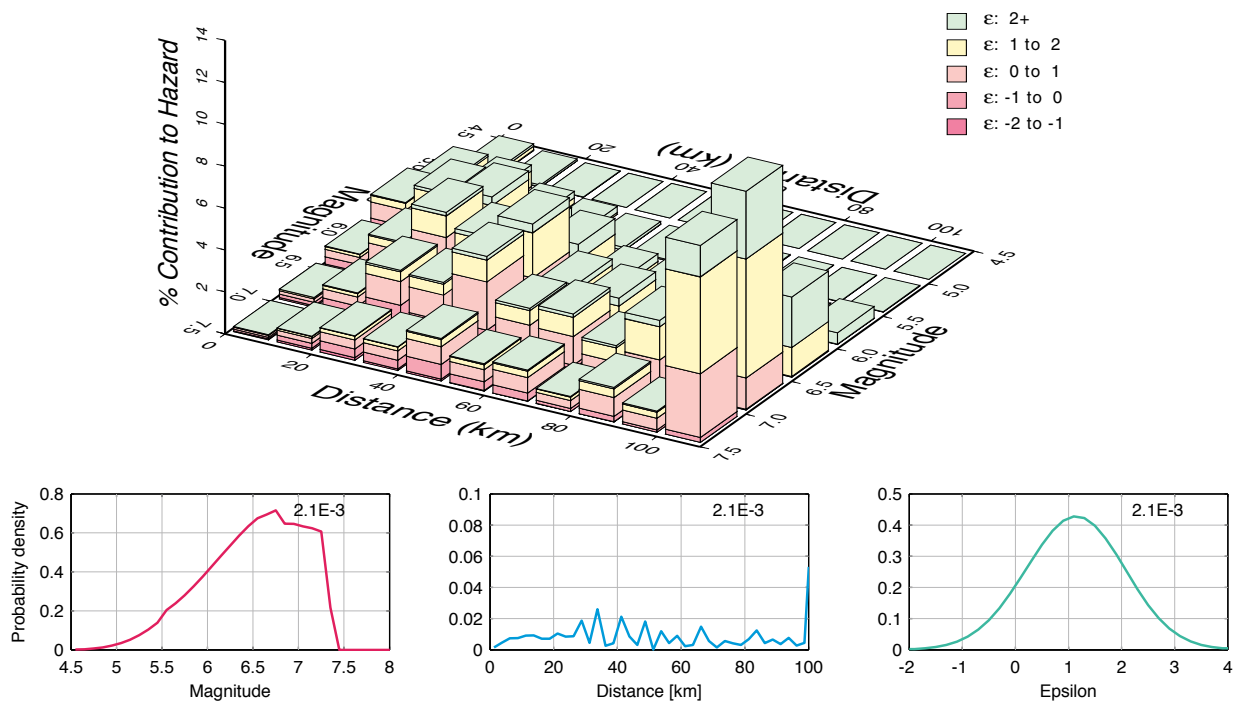 ε: 2+
ε: 1 to 2
ε: 0 to 1
ε: -1 to 0
ε: -2 to -1
% Contribution to Hazard
14
12
10
8
6
4
2
4.5
6.0
6.5
7.0
7.5
Magnitude
0
20
40
80
100
Distance (km)
4.5
5.0
5.5
6.0
6.5
7.0
7.5
Magnitude
0
20
40
60
80
100
Distance (km)
Probability density
0.8
0.6
0.4
0.2
0
4.5 5 5.5 6 6.5 7 7.5 8
Magnitude
2.1E-3
0.1
0.08
0.06
0.04
0.02
0
0 20 40 60 80 100
Distance [km]
2.1E-3
0.5
0.4
0.3
0.2
0.1
0
-2 -1 0 1 2 3 4
Epsilon
2.1E-3